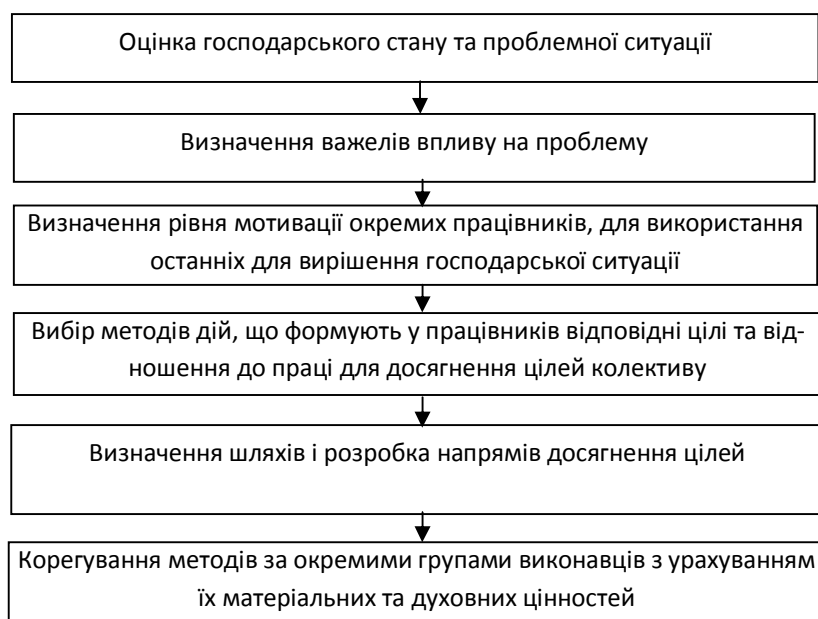 Оцінка господарського стану та проблемної ситуації
Визначення важелів впливу на проблему
Визначення рівня мотивації окремих працівників, для використання
останніх для вирішення господарської ситуації
Вибір методів дій, що формують у працівників відповідні цілі та від-
ношення до праці для досягнення цілей колективу
Визначення шляхів і розробка напрямів досягнення цілей
Корегування методів за окремими групами виконавців з урахуванням
їх матеріальних та духовних цінностей